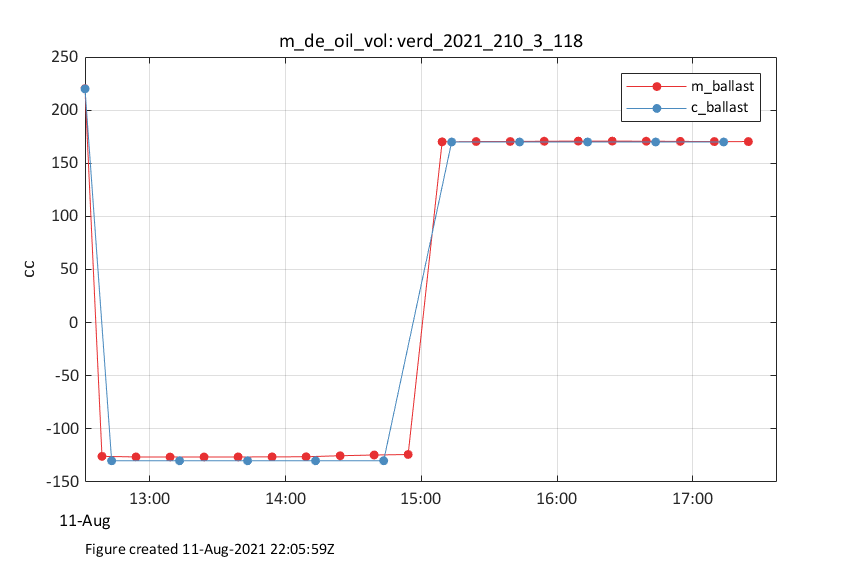 m_de_oil_vol: verd_2021_210_3_118
250
200
150
100
50
0
-50
-100
-150
cc
m_ballast
c_ballast
13:00 14:00 15:00 16:00 17:00
11-Aug
Figure created 11-Aug-2021 22:05:59Z